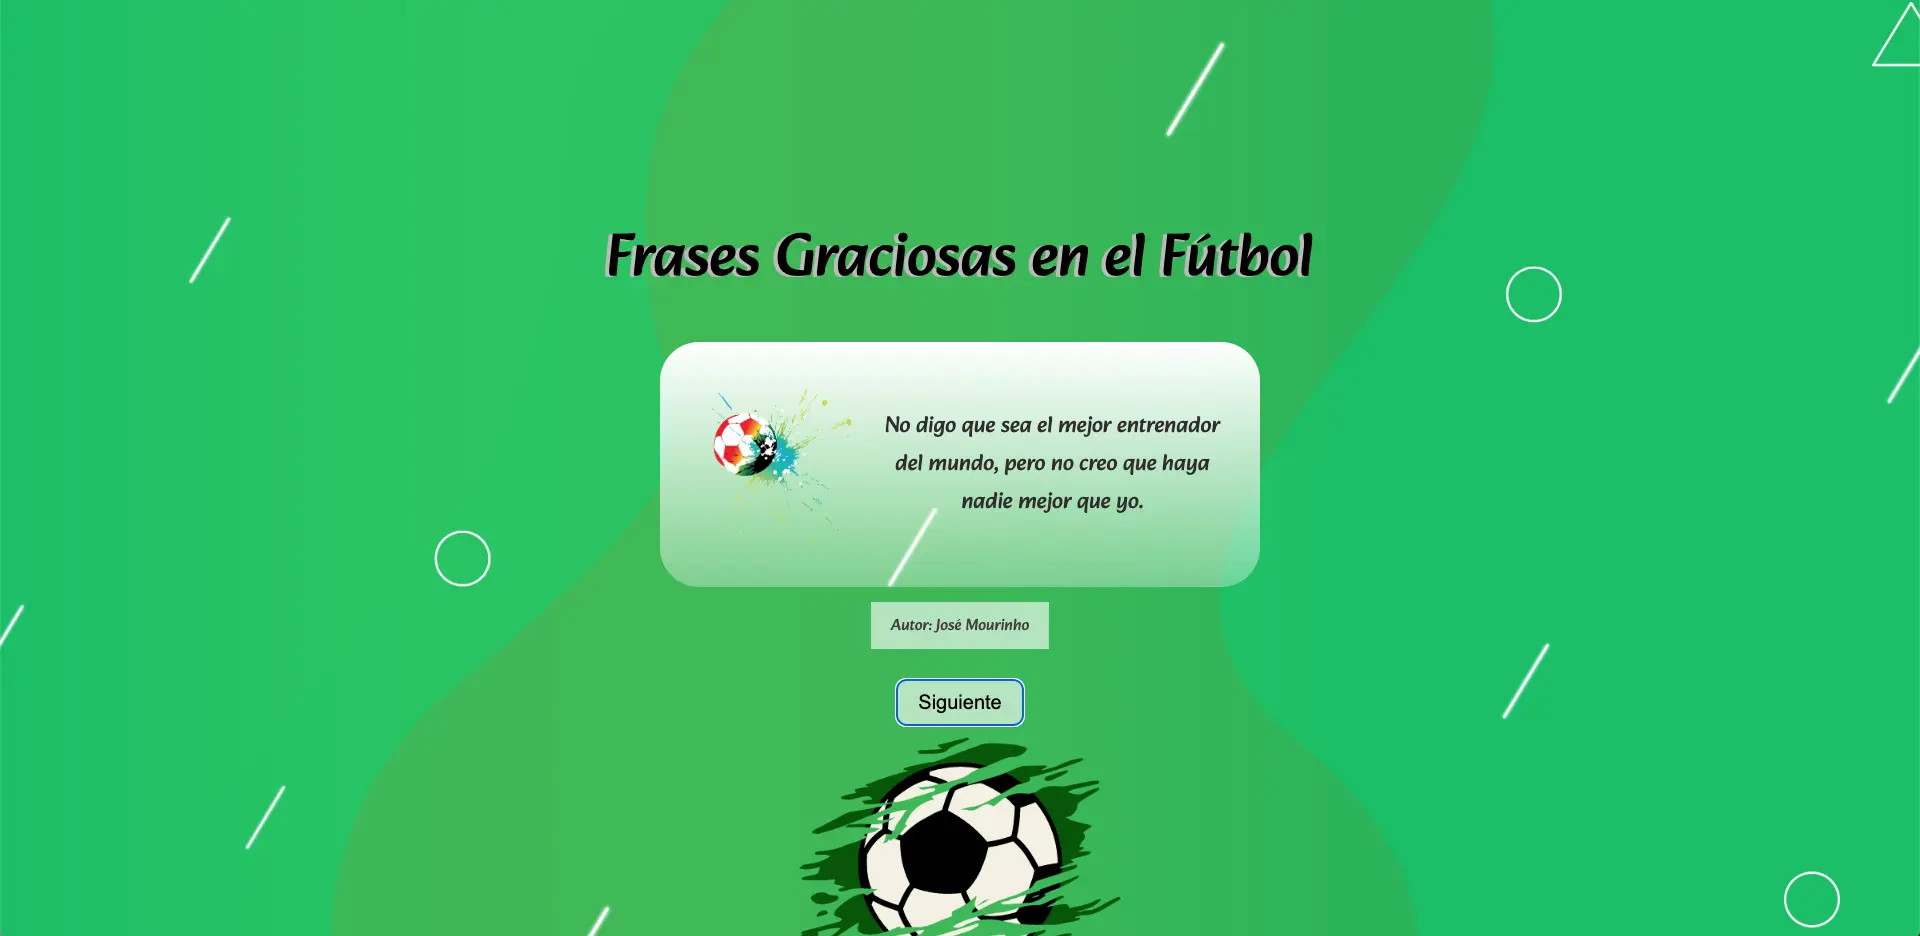 Frases Graciosas en el Fútbol
No digo que sea el mejor entrenador
del mundo, pero no creo que haya
nadie mejor que yo.
Autor: José Mourinho
Siguiente